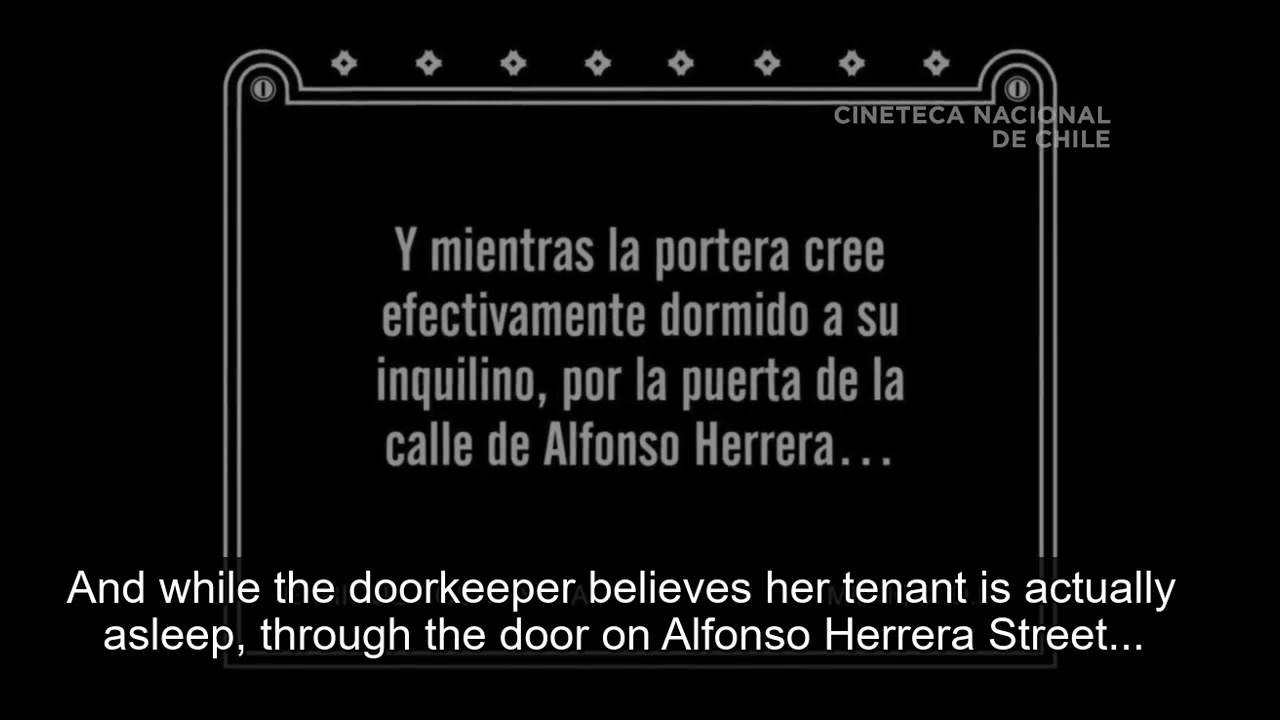 CINETECA NACIONAL
DE CHILE
Y mientras la portera cree
efectivamente dormido a su
inquilino, por la puerta de la
calle de Alfonso Herrera...
And while the doorkeeper believes her tenant is actually
asleep, through the door on Alfonso Herrera Street...